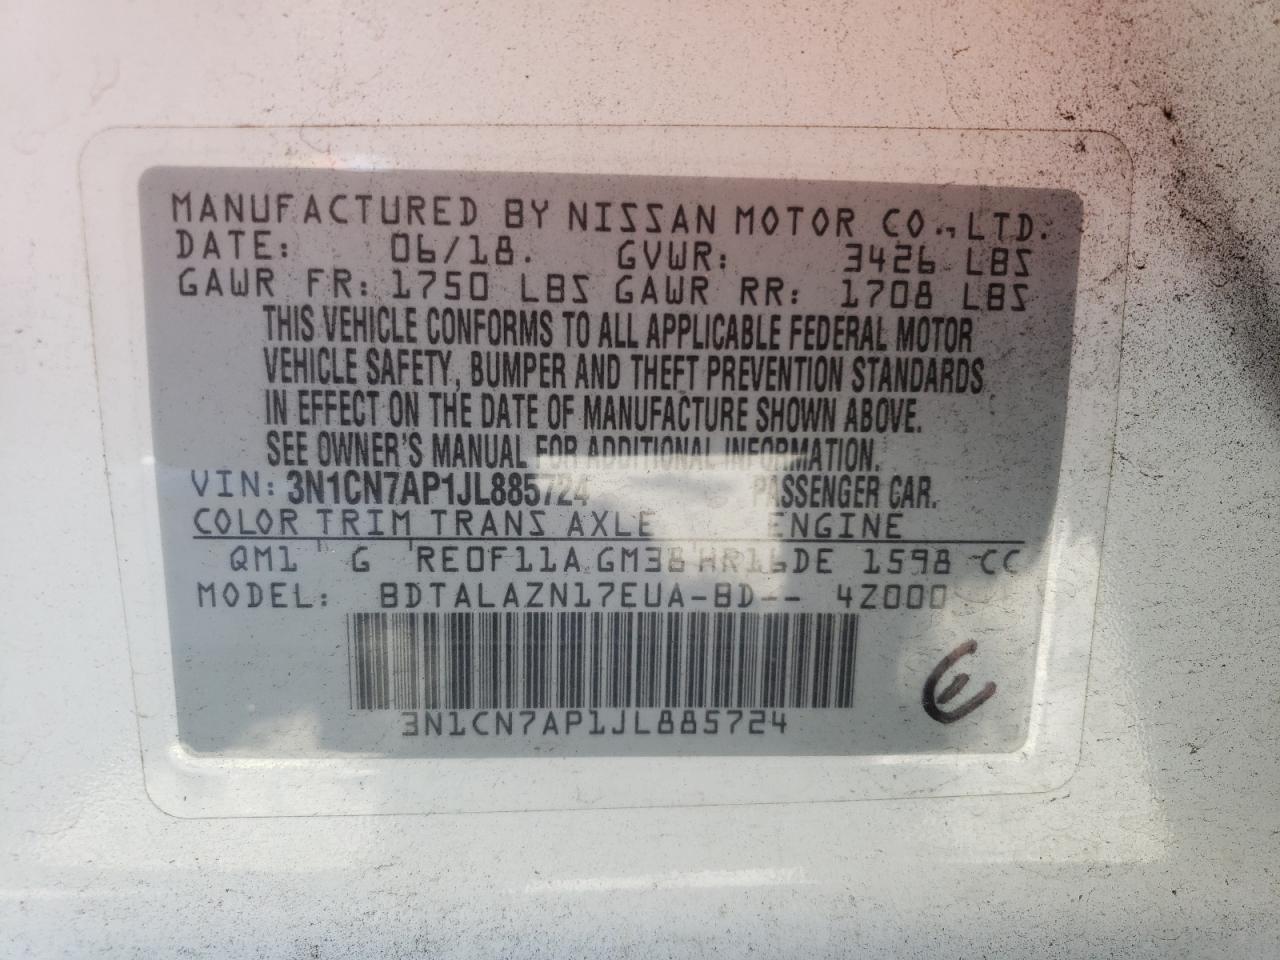 MANUFACTURED BY NISSAN MOTOR CO., LTD.
DATE: 06/18. GVWR: 3426 LBS
GAWR FR: 1750 LBS GAWR RR: 1708 LBS
THIS VEHICLE CONFORMS TO ALL APPLICABLE FEDERAL MOTOR
VEHICLE SAFETY, BUMPER AND THEFT PREVENTION STANDARDS
IN EFFECT ON THE DATE OF MANUFACTURE SHOWN ABOVE.
SEE OWNER'S MANUAL FOR ADDITIONAL INFORMATION.
VIN: 3N1CN7AP1JL885724 PASSENGER CAR.
COLOR TRIM TRANS AXLE ENGINE
QM1 G RE0F11A GM38 HR16DE 1598 CC
MODEL: BDTALAZN17EUA-BD-- 4Z000
3N1CN7AP1JL885724